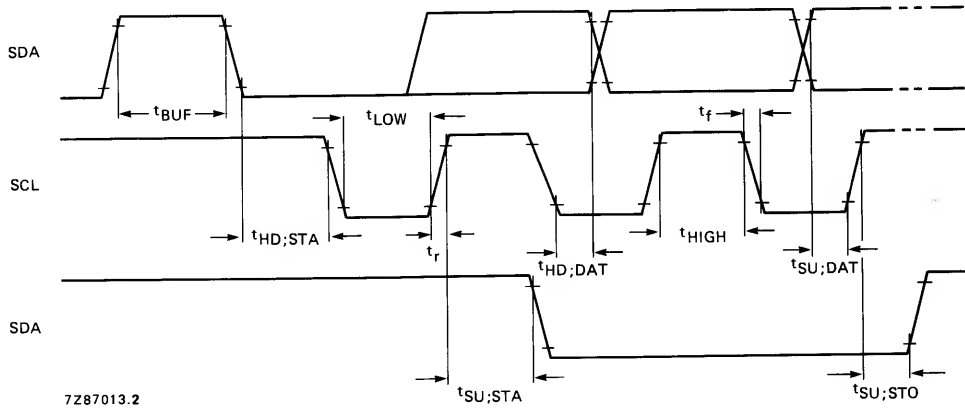 SDA
tBUF
tLOW
tf
SCL
tHD;STA
tr
tHD;DAT
tHIGH
tSU;DAT
SDA
tSU;STA
tSU;STO
7Z87013.2